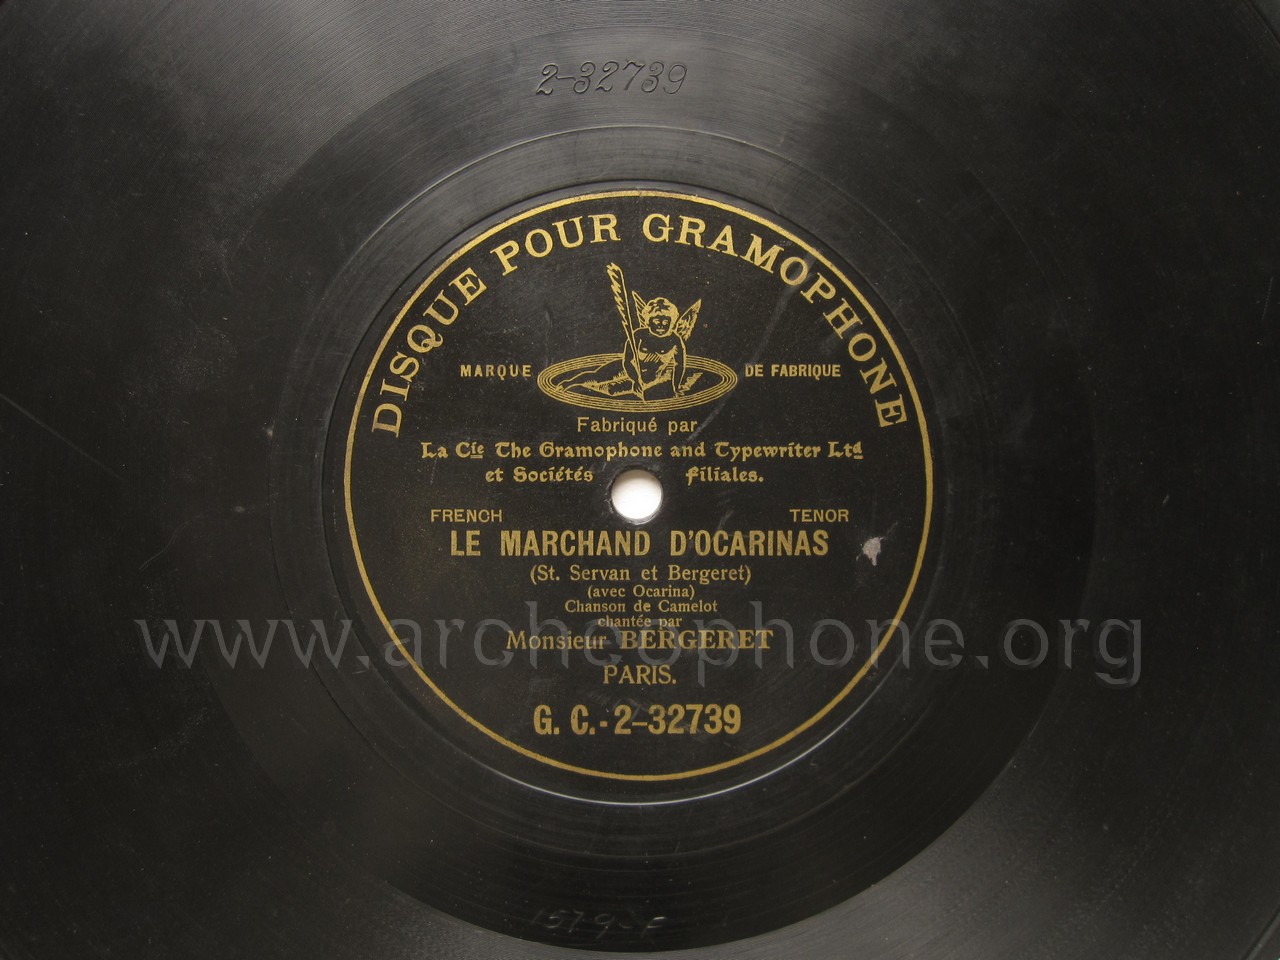 2-32739
DISQUE POUR GRAMOPHONE
MARQUE DE FABRIQUE
Fabriqué par
La Cie The Gramophone and Typewriter Ltd
et Sociétés filiales.
FRENCH TENOR
LE MARCHAND D'OCARINAS
(St. Servan et Bergeret)
(avec Ocarina)
Chanson de Camelot
chantée par
Monsieur BERGERET
www.archeophone.org
PARIS.
G. C.-2-32739